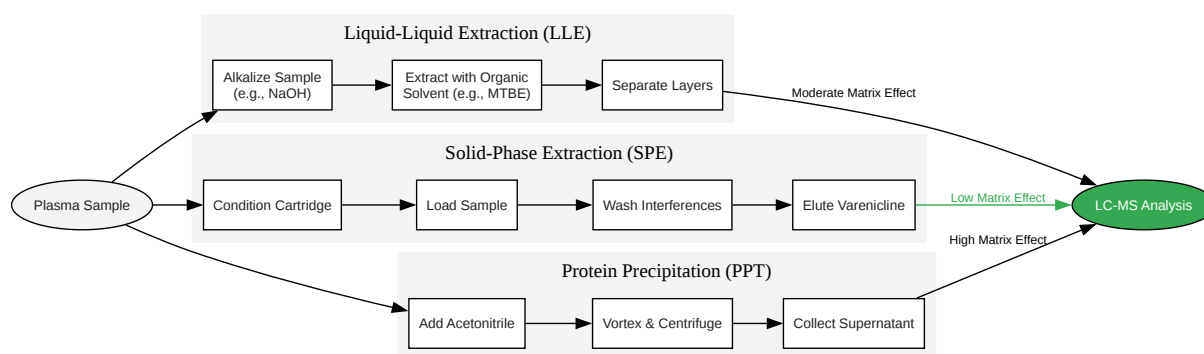 Liquid-Liquid Extraction (LLE)
Alkalize Sample
(e.g., NaOH)
Extract with Organic
Solvent (e.g., MTBE)
Separate Layers
Moderate Matrix Effect
Solid-Phase Extraction (SPE)
Plasma Sample
Condition Cartridge
Load Sample
Wash Interferences
Elute Varenicline
Low Matrix Effect
LC-MS Analysis
High Matrix Effect
Protein Precipitation (PPT)
Add Acetonitrile
Vortex & Centrifuge
Collect Supernatant